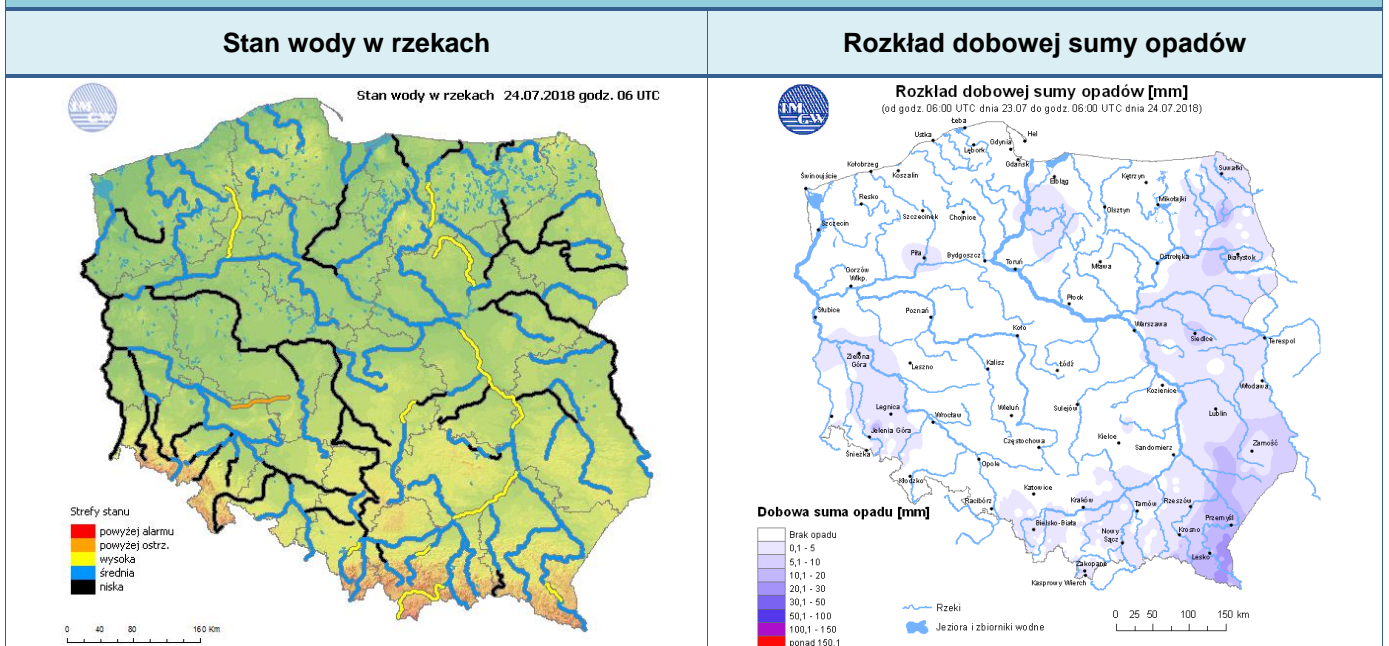 Stan wody w rzekach
Rozkład dobowej sumy opadów
IM
GW
Stan wody w rzekach 24.07.2018 godz. 06 UTC
Strefy stanu
powyżej alarmu
powyżej ostrz.
wysoka
średnia
niska
0 40 80 160 Km
IM
GW
Rozkład dobowej sumy opadów [mm]
(od godz. 06:00 UTC dnia 23.07 do godz. 06:00 UTC dnia 24.07.2018)
Łeba
Ustka
Hel
Gdynia
Lębork
Gdańsk
Kołobrzeg
Koszalin
Świnoujście
Elbląg
Kętrzyn
Suwałki
Resko
Mikołajki
Szczecinek
Chojnice
Olsztyn
Szczecin
Piła
Bydgoszcz
Toruń
Mława
Ostrołęka
Białystok
Gorzów
Wlkp.
Płock
Słubice
Poznań
Koło
Warszawa
Siedlce
Terespol
Zielona
Góra
Leszno
Kalisz
Łódź
Kozienice
Włodawa
Legnica
Wrocław
Wieluń
Sulejów
Lublin
Jelenia Góra
Śnieżka
Częstochowa
Kielce
Sandomierz
Zamość
Opole
Kłodzko
Racibórz
Katowice
Kraków
Tarnów
Rzeszów
Przemyśl
Bielsko-Biała
Nowy
Sącz
Krosno
Lesko
Zakopane
Kasprowy Wierch
Dobowa suma opadu [mm]
Brak opadu
0,1 - 5
5,1 - 10
10,1 - 20
20,1 - 30
30,1 - 50
50,1 - 100
100,1 - 150
ponad 150,1
Rzeki
Jeziora i zbiorniki wodne
0 25 50 100 150 km